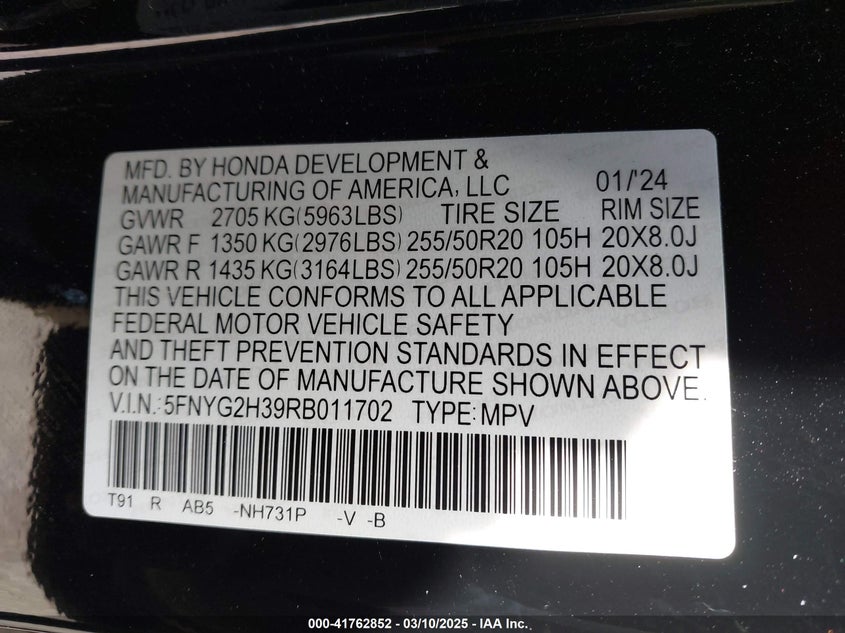 MFD. BY HONDA DEVELOPMENT &
MANUFACTURING OF AMERICA, LLC 01/'24
GVWR 2705 KG(5963LBS) TIRE SIZE RIM SIZE
GAWR F 1350 KG(2976LBS) 255/50R20 105H 20X8.0J
GAWR R 1435 KG(3164LBS) 255/50R20 105H 20X8.0J
THIS VEHICLE CONFORMS TO ALL APPLICABLE
FEDERAL MOTOR VEHICLE SAFETY
AND THEFT PREVENTION STANDARDS IN EFFECT
ON THE DATE OF MANUFACTURE SHOWN ABOVE.
V.I.N.: 5FNYG2H39RB011702 TYPE: MPV
T91 R AB5 -NH731P -V -B
000-41762852 - 03/10/2025 - IAA Inc.